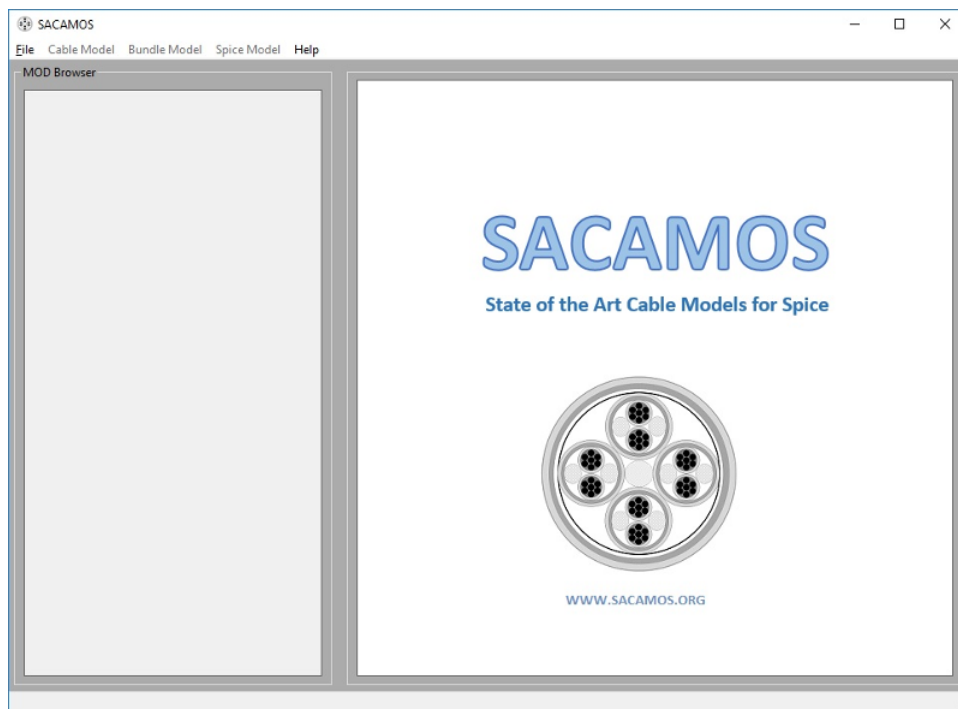 SACAMOS
File Cable Model Bundle Model Spice Model Help
MOD Browser
SACAMOS
State of the Art Cable Models for Spice
WWW.SACAMOS.ORG